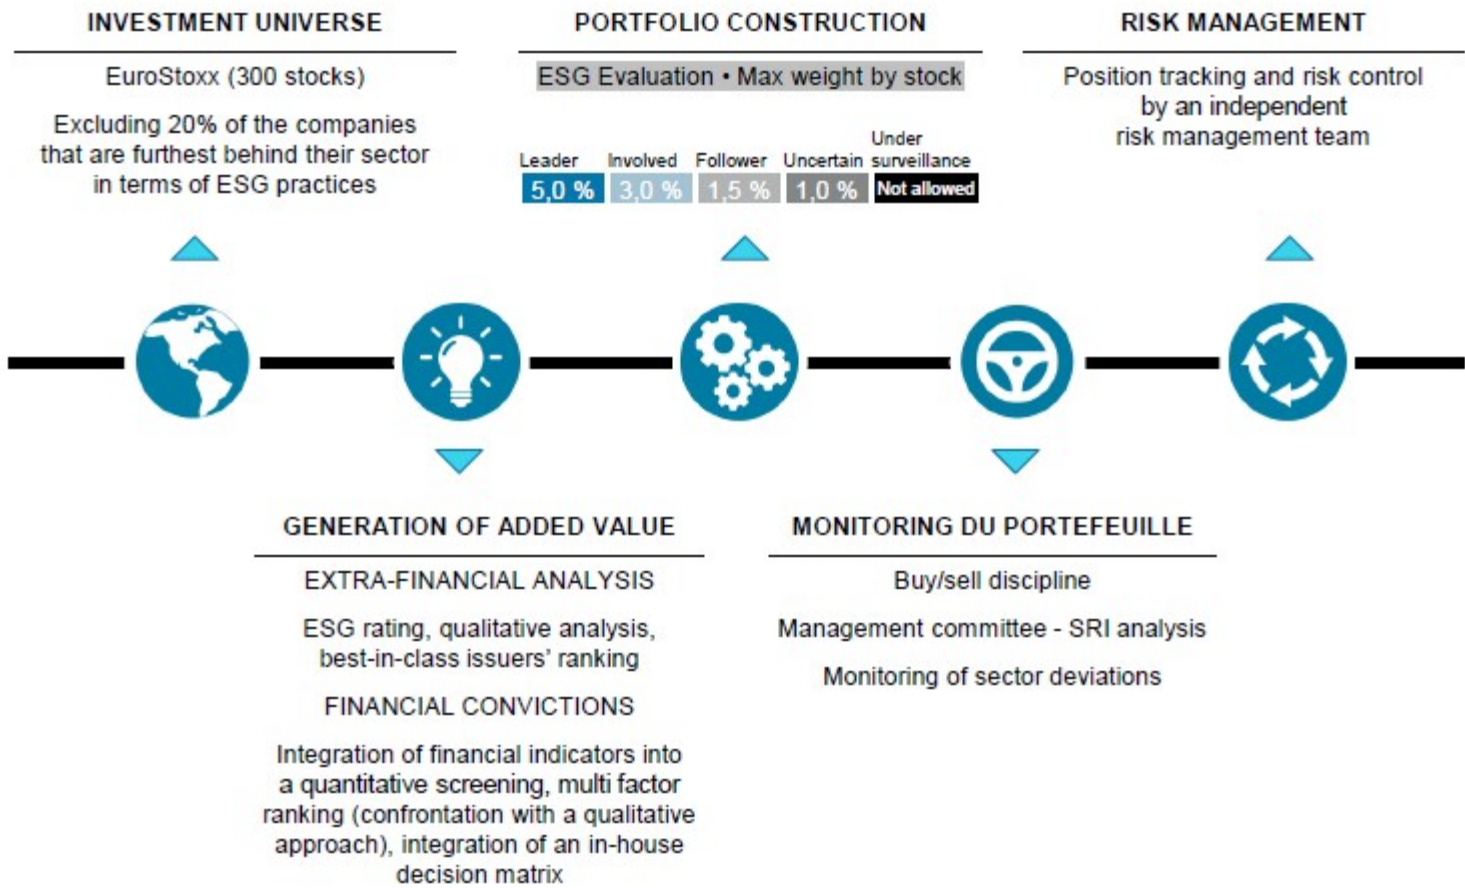 INVESTMENT UNIVERSE
EuroStoxx (300 stocks)
Excluding 20% of the companies
that are furthest behind their sector
in terms of ESG practices
PORTFOLIO CONSTRUCTION
ESG Evaluation • Max weight by stock
Leader Involved Follower Uncertain Under surveillance
5,0 % 3,0 % 1,5 % 1,0 % Not allowed
RISK MANAGEMENT
Position tracking and risk control
by an independent
risk management team
GENERATION OF ADDED VALUE
EXTRA-FINANCIAL ANALYSIS
ESG rating, qualitative analysis,
best-in-class issuers' ranking
FINANCIAL CONVICTIONS
Integration of financial indicators into
a quantitative screening, multi factor
ranking (confrontation with a qualitative
approach), integration of an in-house
decision matrix
MONITORING DU PORTEFEUILLE
Buy/sell discipline
Management committee - SRI analysis
Monitoring of sector deviations